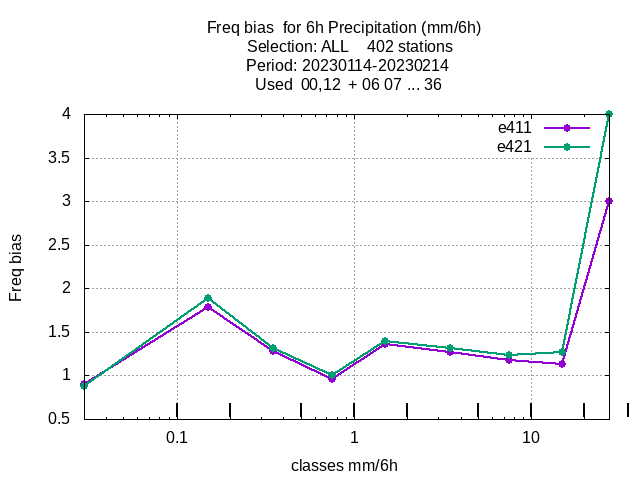 Freq bias  for 6h Precipitation (mm/6h)
Selection: ALL    402 stations
Period: 20230114-20230214
Used  00,12  + 06 07 ... 36
e411
e421
4
3.5
3
2.5
2
1.5
1
0.5
Freq bias
0.1 1 10
classes mm/6h